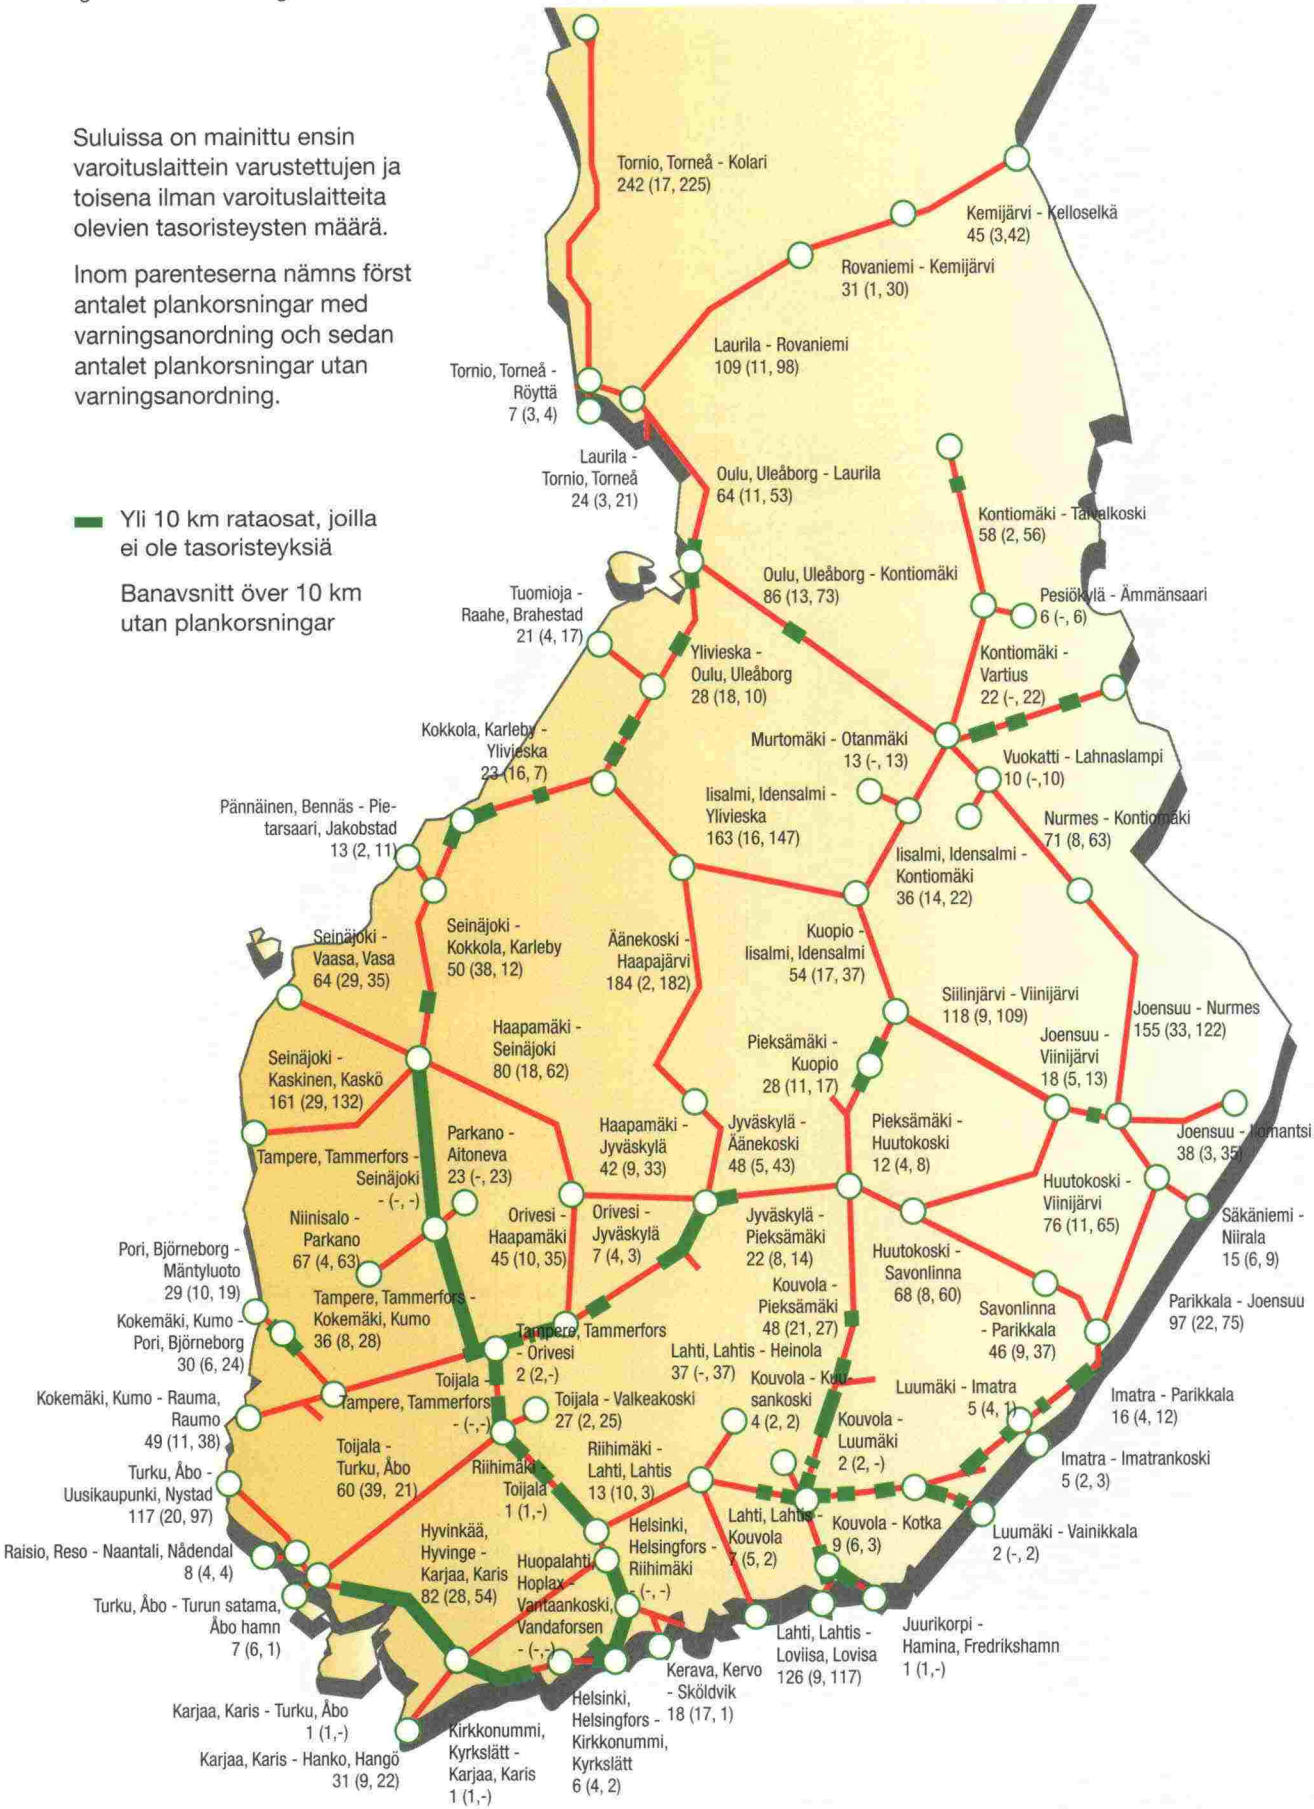 Suluissa on mainittu ensin
varoituslaittein varustettujen ja
toisena ilman varoituslaitteita
olevien tasoristeysten määrä.
Inom parenteserna nämns först
antalet plankorsningar med
varningsanordning och sedan
antalet plankorsningar utan
varningsanordning.
Yli 10 km rataosat, joilla
ei ole tasoristeyksiä
Banavsnitt över 10 km
utan plankorsningar
Tornio, Torneå - Kolari
242 (17, 225)
Kemijärvi - Kelloselkä
45 (3,42)
Rovaniemi - Kemijärvi
31 (1, 30)
Laurila - Rovaniemi
109 (11, 98)
Tornio, Torneå -
Röyttä
7 (3, 4)
Laurila -
Tornio, Torneå
24 (3, 21)
Oulu, Uleåborg - Laurila
64 (11, 53)
Kontiomäki - Taivalkoski
58 (2, 56)
Oulu, Uleåborg - Kontiomäki
86 (13, 73)
Pesiökylä - Ämmänsaari
6 (-, 6)
Tuomioja -
Raahe, Brahestad
21 (4, 17)
Ylivieska -
Oulu, Uleåborg
28 (18, 10)
Kontiomäki -
Vartius
22 (-, 22)
Kokkola, Karleby -
Ylivieska
23 (16, 7)
Murtomäki - Otanmäki
13 (-, 13)
Vuokatti - Lahnaslampi
10 (-,10)
Pännäinen, Bennäs - Pie-
tarsaari, Jakobstad
13 (2, 11)
Iisalmi, Idensalmi -
Ylivieska
163 (16, 147)
Nurmes - Kontiomäki
71 (8, 63)
Iisalmi, Idensalmi -
Kontiomäki
36 (14, 22)
Seinäjoki -
Vaasa, Vasa
64 (29, 35)
Seinäjoki -
Kokkola, Karleby
50 (38, 12)
Äänekoski -
Haapajärvi
184 (2, 182)
Kuopio -
Iisalmi, Idensalmi
54 (17, 37)
Siilinjärvi - Viinijärvi
118 (9, 109)
Joensuu - Nurmes
155 (33, 122)
Seinäjoki -
Kaskinen, Kaskö
161 (29, 132)
Haapamäki -
Seinäjoki
80 (18, 62)
Pieksämäki -
Kuopio
28 (11, 17)
Joensuu -
Viinijärvi
18 (5, 13)
Tampere, Tammerfors -
Seinäjoki
- (-, -)
Parkano -
Aitoneva
23 (-, 23)
Haapamäki -
Jyväskylä
42 (9, 33)
Jyväskylä -
Äänekoski
48 (5, 43)
Pieksämäki -
Huutokoski
12 (4, 8)
Joensuu - Ilomantsi
38 (3, 35)
Niinisalo -
Parkano
67 (4, 63)
Orivesi -
Haapamäki
45 (10, 35)
Orivesi -
Jyväskylä
7 (4, 3)
Jyväskylä -
Pieksämäki
22 (8, 14)
Huutokoski -
Viinijärvi
76 (11, 65)
Säkäniemi -
Niirala
15 (6, 9)
Pori, Björneborg -
Mäntyluoto
29 (10, 19)
Huutokoski -
Savonlinna
68 (8, 60)
Kokemäki, Kumo -
Pori, Björneborg
30 (6, 24)
Tampere, Tammerfors -
Kokemäki, Kumo
36 (8, 28)
Kouvola -
Pieksämäki
48 (21, 27)
Savonlinna
- Parikkala
46 (9, 37)
Parikkala - Joensuu
97 (22, 75)
Tampere, Tammerfors
- Orivesi
2 (2,-)
Lahti, Lahtis - Heinola
37 (-, 37)
Kokemäki, Kumo - Rauma,
Raumo
49 (11, 38)
Toijala -
Tampere, Tammerfors
- (-,-)
Toijala - Valkeakoski
27 (2, 25)
Kouvola - Kuu-
sankoski
4 (2, 2)
Luumäki - Imatra
5 (4, 1)
Imatra - Parikkala
16 (4, 12)
Kouvola -
Luumäki
2 (2, -)
Imatra - Imatrankoski
5 (2, 3)
Turku, Åbo -
Uusikaupunki, Nystad
117 (20, 97)
Toijala -
Turku, Åbo
60 (39, 21)
Riihimäki -
Toijala
1 (1,-)
Riihimäki -
Lahti, Lahtis
13 (10, 3)
Raisio, Reso - Naantali, Nådendal
8 (4, 4)
Hyvinkää,
Hyvinge -
Karjaa, Karis
82 (28, 54)
Huopalahti,
Hoplax -
Vantaankoski,
Vandaforsen
- (-,-)
Helsinki,
Helsingfors -
Riihimäki
- (-, -)
Lahti, Lahtis -
Kouvola
7 (5, 2)
Kouvola - Kotka
9 (6, 3)
Luumäki - Vainikkala
2 (-, 2)
Turku, Åbo - Turun satama,
Åbo hamn
7 (6, 1)
Lahti, Lahtis -
Loviisa, Lovisa
126 (9, 117)
Juurikorpi -
Hamina, Fredrikshamn
1 (1,-)
Kerava, Kervo
- Sköldvik
18 (17, 1)
Karjaa, Karis - Turku, Åbo
1 (1,-)
Karjaa, Karis - Hanko, Hangö
31 (9, 22)
Kirkkonummi,
Kyrkslätt -
Karjaa, Karis
1 (1,-)
Helsinki,
Helsingfors -
Kirkkonummi,
Kyrkslätt
6 (4, 2)